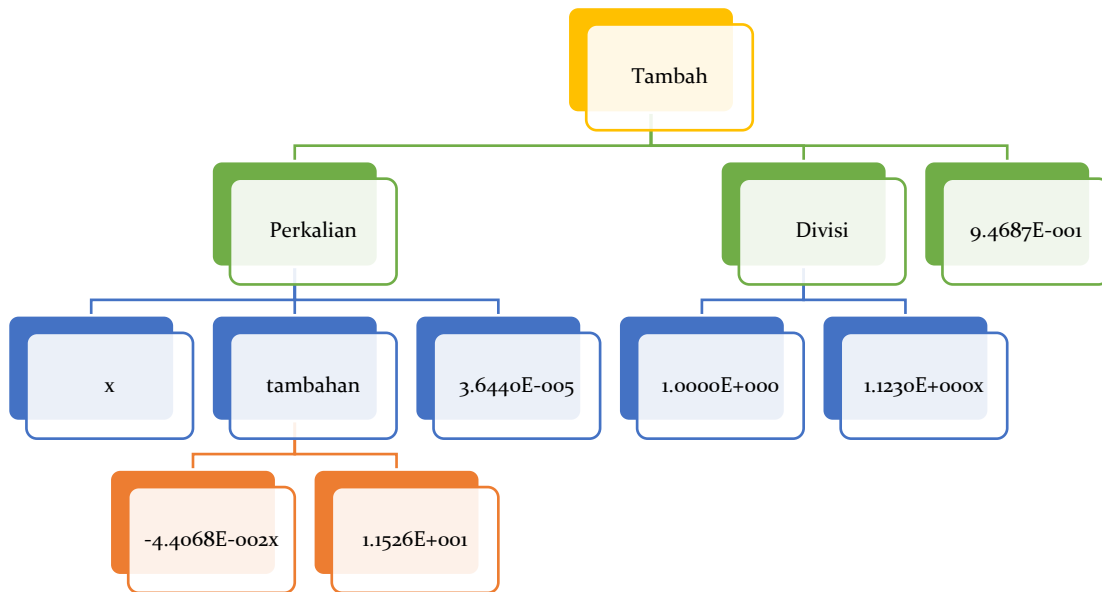 Tambah
Perkalian
Divisi
9.4687E-001
x
tambahan
3.6440E-005
1.0000E+000
1.1230E+000x
-4.4068E-002x
1.1526E+001